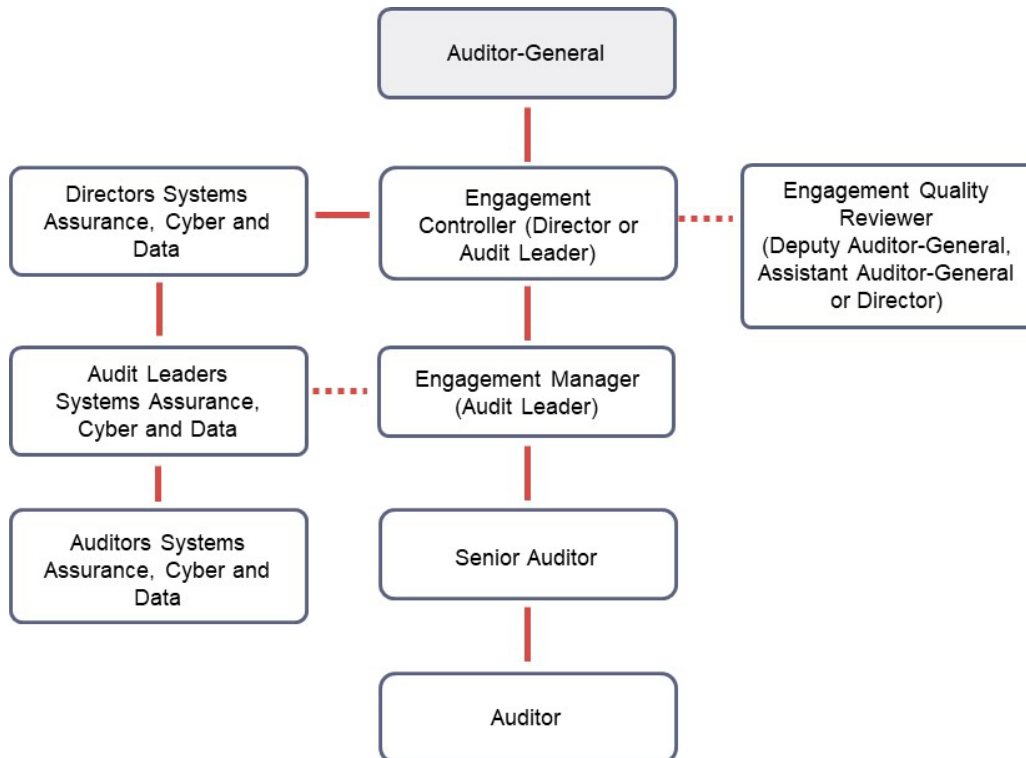 Auditor-General
Directors Systems
Assurance, Cyber and
Data
Engagement
Controller (Director or
Audit Leader)
Engagement Quality
Reviewer
(Deputy Auditor-General,
Assistant Auditor-General
or Director)
Audit Leaders
Systems Assurance,
Cyber and Data
Engagement Manager
(Audit Leader)
Auditors Systems
Assurance, Cyber and
Data
Senior Auditor
Auditor